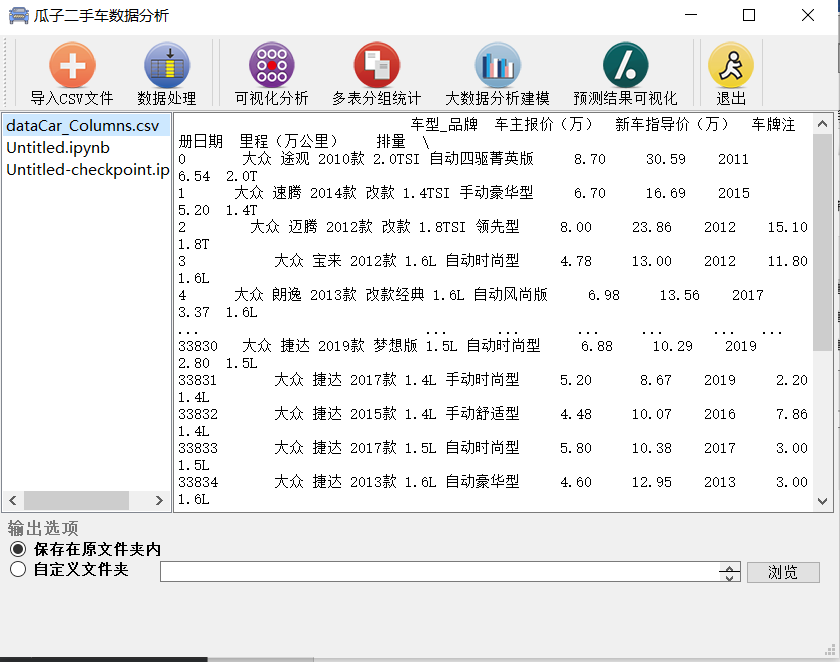 瓜子二手车数据分析
导入CSV文件 数据处理 可视化分析 多表分组统计 大数据分析建模 预测结果可视化 退出
dataCar_Columns.csv
Untitled.ipynb
Untitled-checkpoint.ip
车型_品牌 车主报价（万） 新车指导价（万） 车牌注
册日期 里程（万公里） 排量 \
0 大众 途观 2010款 2.0TSI 自动四驱菁英版 8.70 30.59 2011
6.54 2.0T
1 大众 速腾 2014款 改款 1.4TSI 手动豪华型 6.70 16.69 2015
5.20 1.4T
2 大众 迈腾 2012款 改款 1.8TSI 领先型 8.00 23.86 2012 15.10
1.8T
3 大众 宝来 2012款 1.6L 自动时尚型 4.78 13.00 2012 11.80
1.6L
4 大众 朗逸 2013款 改款经典 1.6L 自动风尚版 6.98 13.56 2017
3.37 1.6L
... ... ... ... ... ... ...
33830 大众 捷达 2019款 梦想版 1.5L 自动时尚型 6.88 10.29 2019
2.80 1.5L
33831 大众 捷达 2017款 1.4L 手动时尚型 5.20 8.67 2019 2.20
1.4L
33832 大众 捷达 2015款 1.4L 手动舒适型 4.48 10.07 2016 7.86
1.4L
33833 大众 捷达 2017款 1.5L 自动时尚型 5.80 10.38 2017 3.00
1.5L
33834 大众 捷达 2013款 1.6L 自动豪华型 4.60 12.95 2013 3.00
1.6L
输出选项
保存在原文件夹内
自定义文件夹 浏览